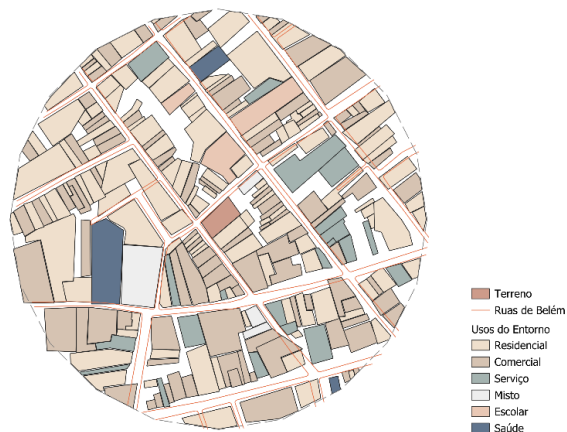 Terreno
Ruas de Belém
Usos do Entorno
Residencial
Comercial
Serviço
Misto
Escolar
Saúde